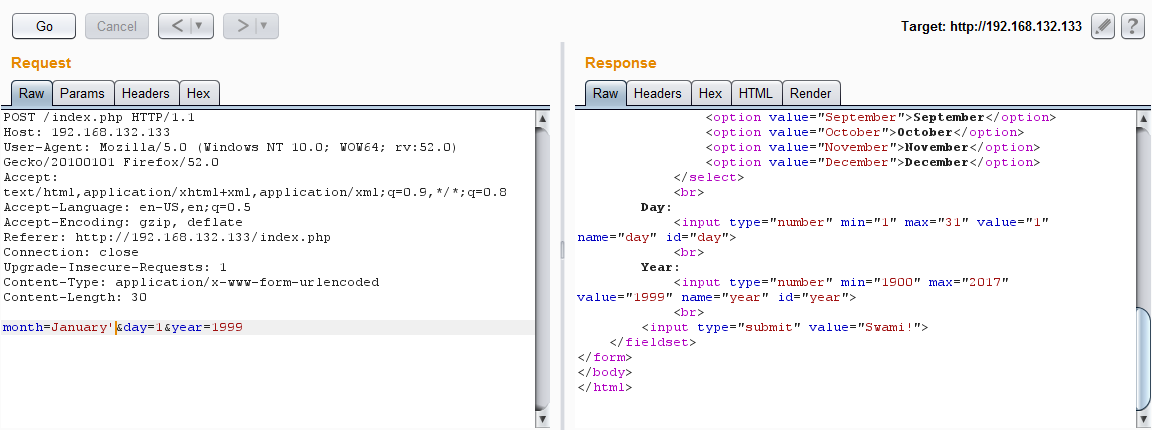 Go Cancel < > Target: http://192.168.132.133 ?
Request
Raw Params Headers Hex
POST /index.php HTTP/1.1
Host: 192.168.132.133
User-Agent: Mozilla/5.0 (Windows NT 10.0; WOW64; rv:52.0)
Gecko/20100101 Firefox/52.0
Accept:
text/html,application/xhtml+xml,application/xml;q=0.9,*/*;q=0.8
Accept-Language: en-US,en;q=0.5
Accept-Encoding: gzip, deflate
Referer: http://192.168.132.133/index.php
Connection: close
Upgrade-Insecure-Requests: 1
Content-Type: application/x-www-form-urlencoded
Content-Length: 30
month=January'&day=1&year=1999
Response
Raw Headers Hex HTML Render
<option value="September">September</option>
<option value="October">October</option>
<option value="November">November</option>
<option value="December">December</option>
</select>
<br>
Day:
<input type="number" min="1" max="31" value="1"
name="day" id="day">
<br>
Year:
<input type="number" min="1900" max="2017"
value="1999" name="year" id="year">
<br>
<input type="submit" value="Swami!">
</fieldset>
</form>
</body>
</html>